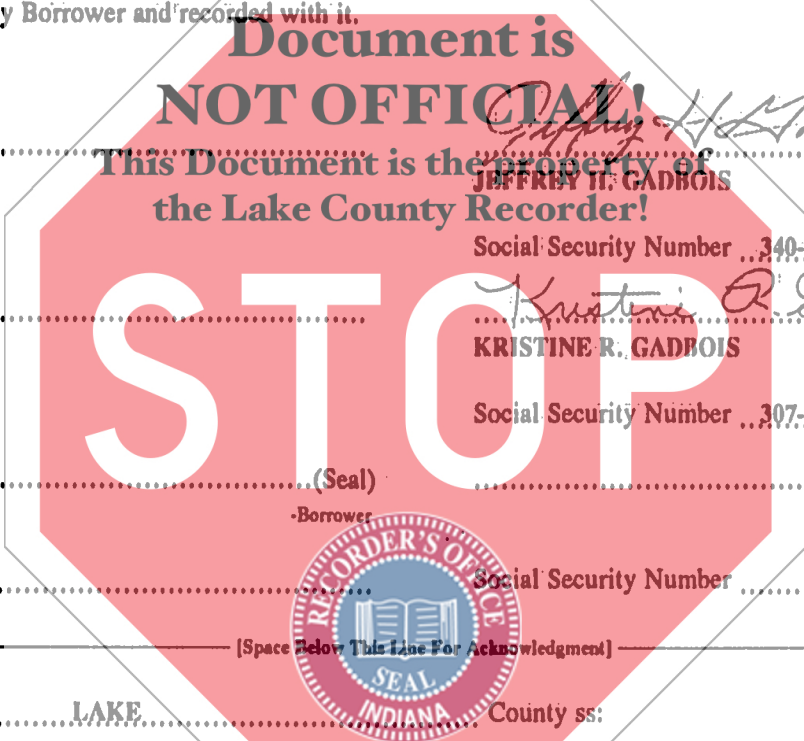 y Borrower and recorded with it.
Document is
NOT OFFICIAL!
This Document is the property of
the Lake County Recorder!
JEFFREY H. GADBOIS
Social Security Number 340-
Kristine R.
KRISTINE R. GADBOIS
Social Security Number 307-
STOP
(Seal)
-Borrower
RECORDER'S OFFICE
Social Security Number
[Space Below This Line For Acknowledgment]
SEAL
INDIANA
LAKE County ss: